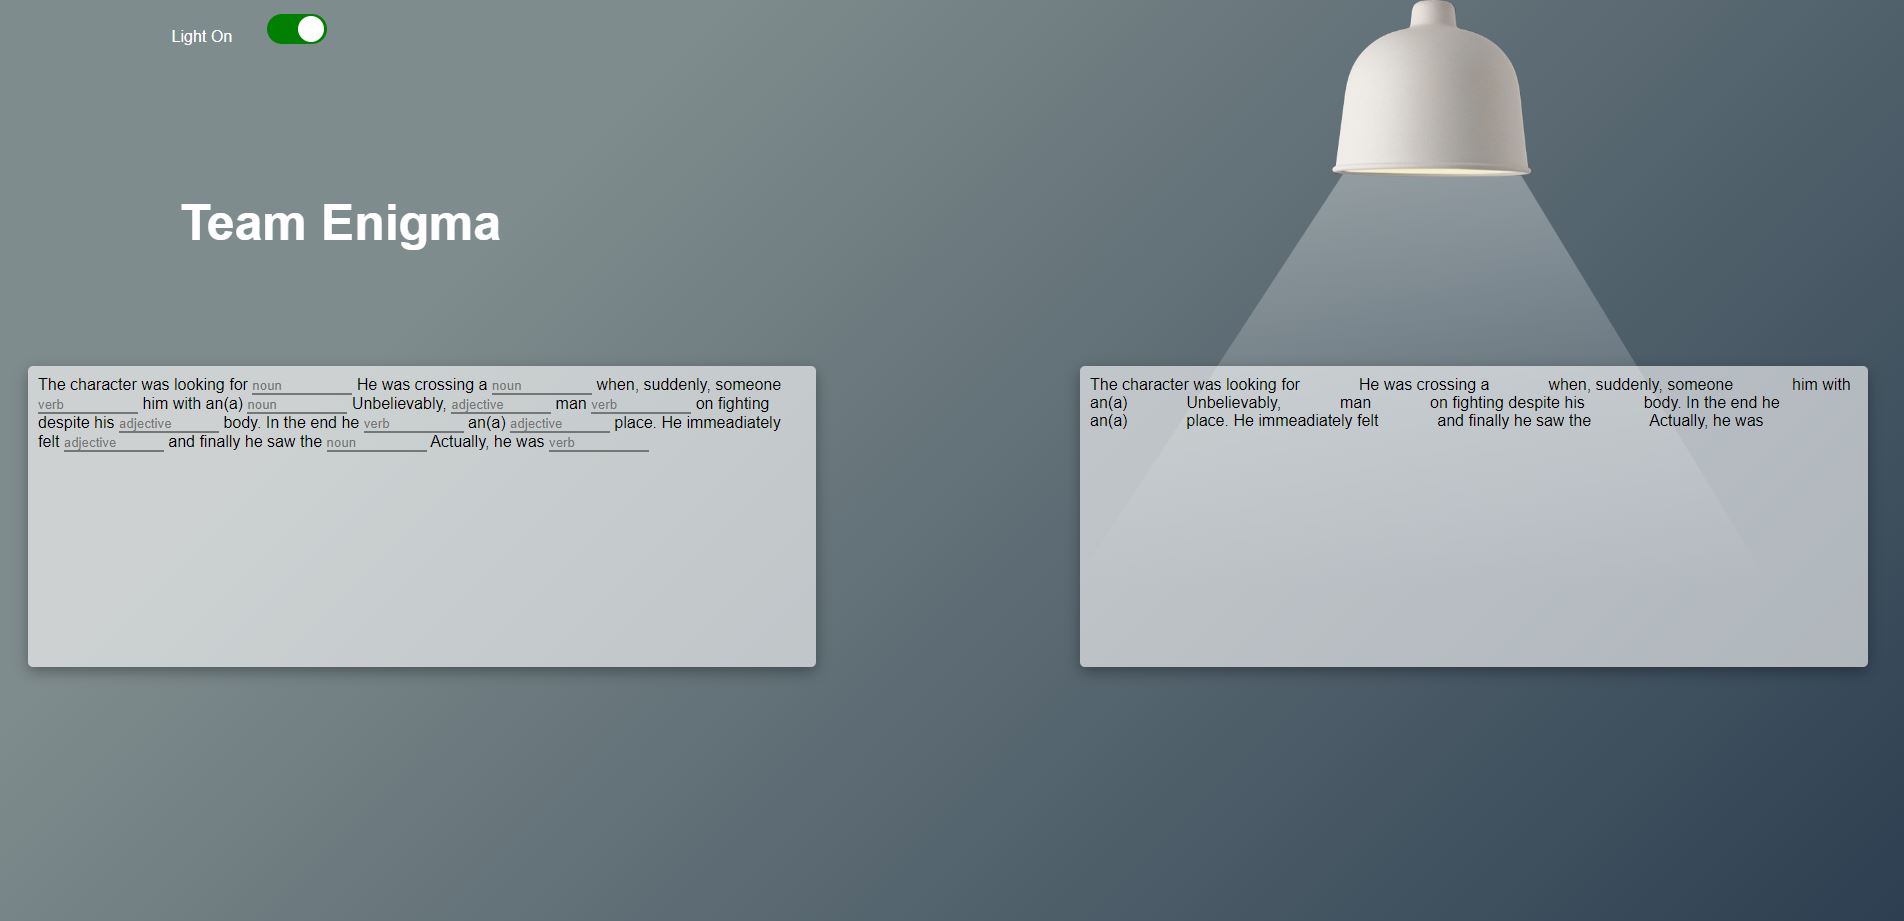 Light On
Team Enigma
The character was looking for noun He was crossing a noun when, suddenly, someone
verb him with an(a) noun Unbelievably, adjective man verb on fighting
despite his adjective body. In the end he verb an(a) adjective place. He immeadiately
felt adjective and finally he saw the noun Actually, he was verb
The character was looking for He was crossing a when, suddenly, someone him with
an(a) Unbelievably, man on fighting despite his body. In the end he
an(a) place. He immeadiately felt and finally he saw the Actually, he was